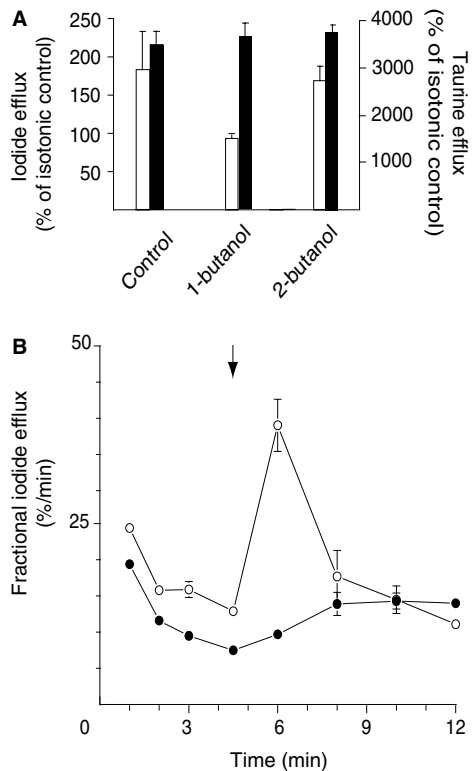 A
250
200
150
100
50
Iodide efflux
(% of isotonic control)
4000
3000
2000
1000
Taurine efflux
(% of isotonic control)
Control
1-butanol
2-butanol
B
50
25
0
3
6
9
12
Fractional iodide efflux
(%/min)
Time (min)